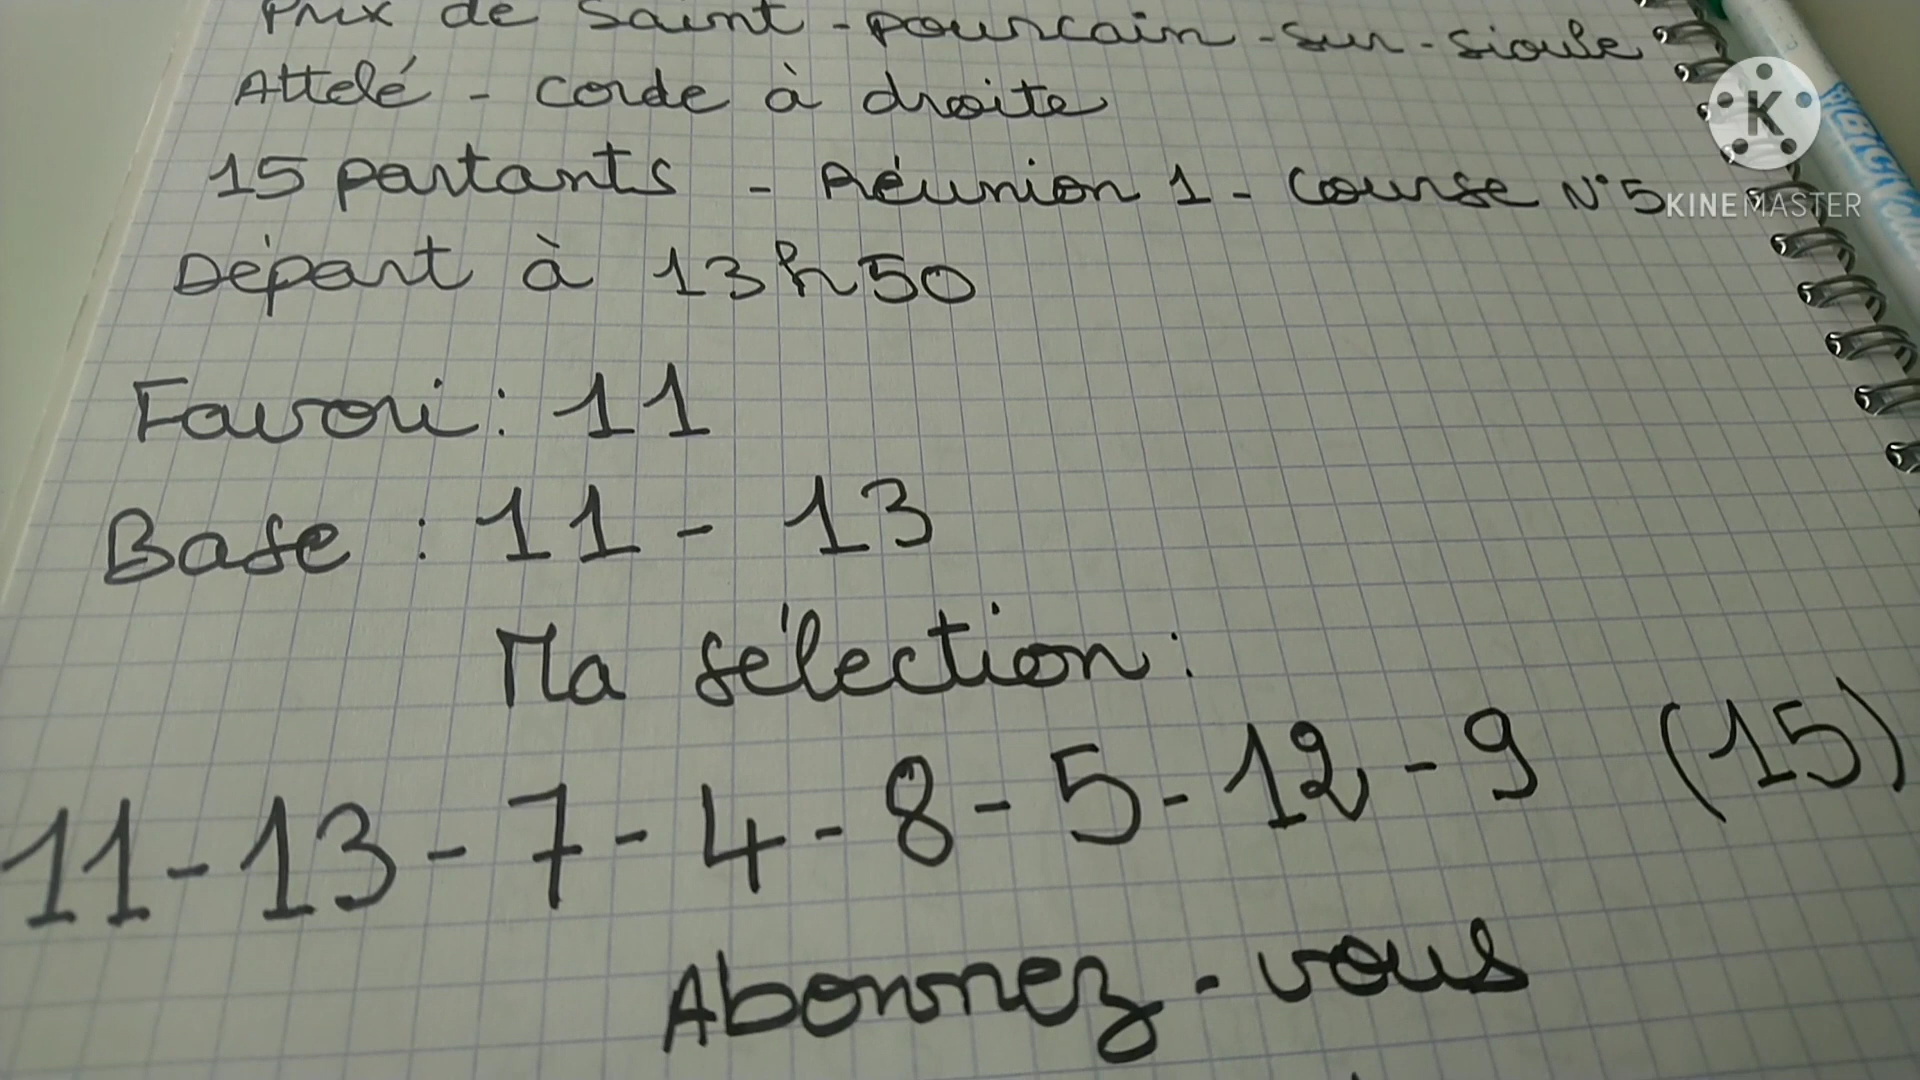 Prix de Saint-pourcain-sur-sioule
Attelé - corde à droite
15 partants - Réunion 1 - Course N°5
Départ à 13h50
Favori : 11
Base : 11 - 13
Ma sélection :
11 - 13 - 7 - 4 - 8 - 5 - 12 - 9 (15)
Abonnez-vous
K
KINEMASTER